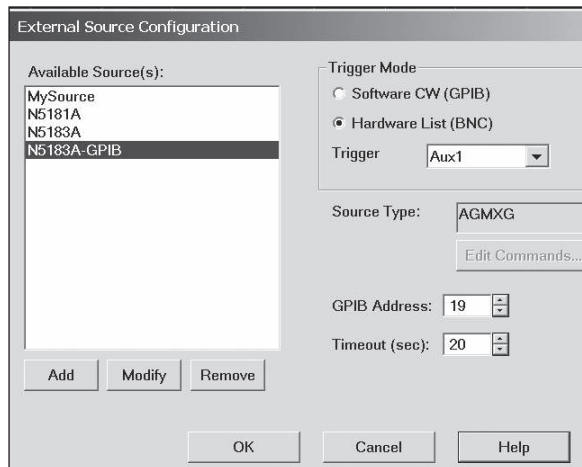 External Source Configuration
Available Source(s):
MySource
N5181A
N5183A
N5183A-GPIB
Add
Modify
Remove
Trigger Mode
Software CW (GPIB)
Hardware List (BNC)
Trigger
Aux1
Source Type:
AGMXG
Edit Commands...
GPIB Address:
19
Timeout (sec):
20
OK
Cancel
Help